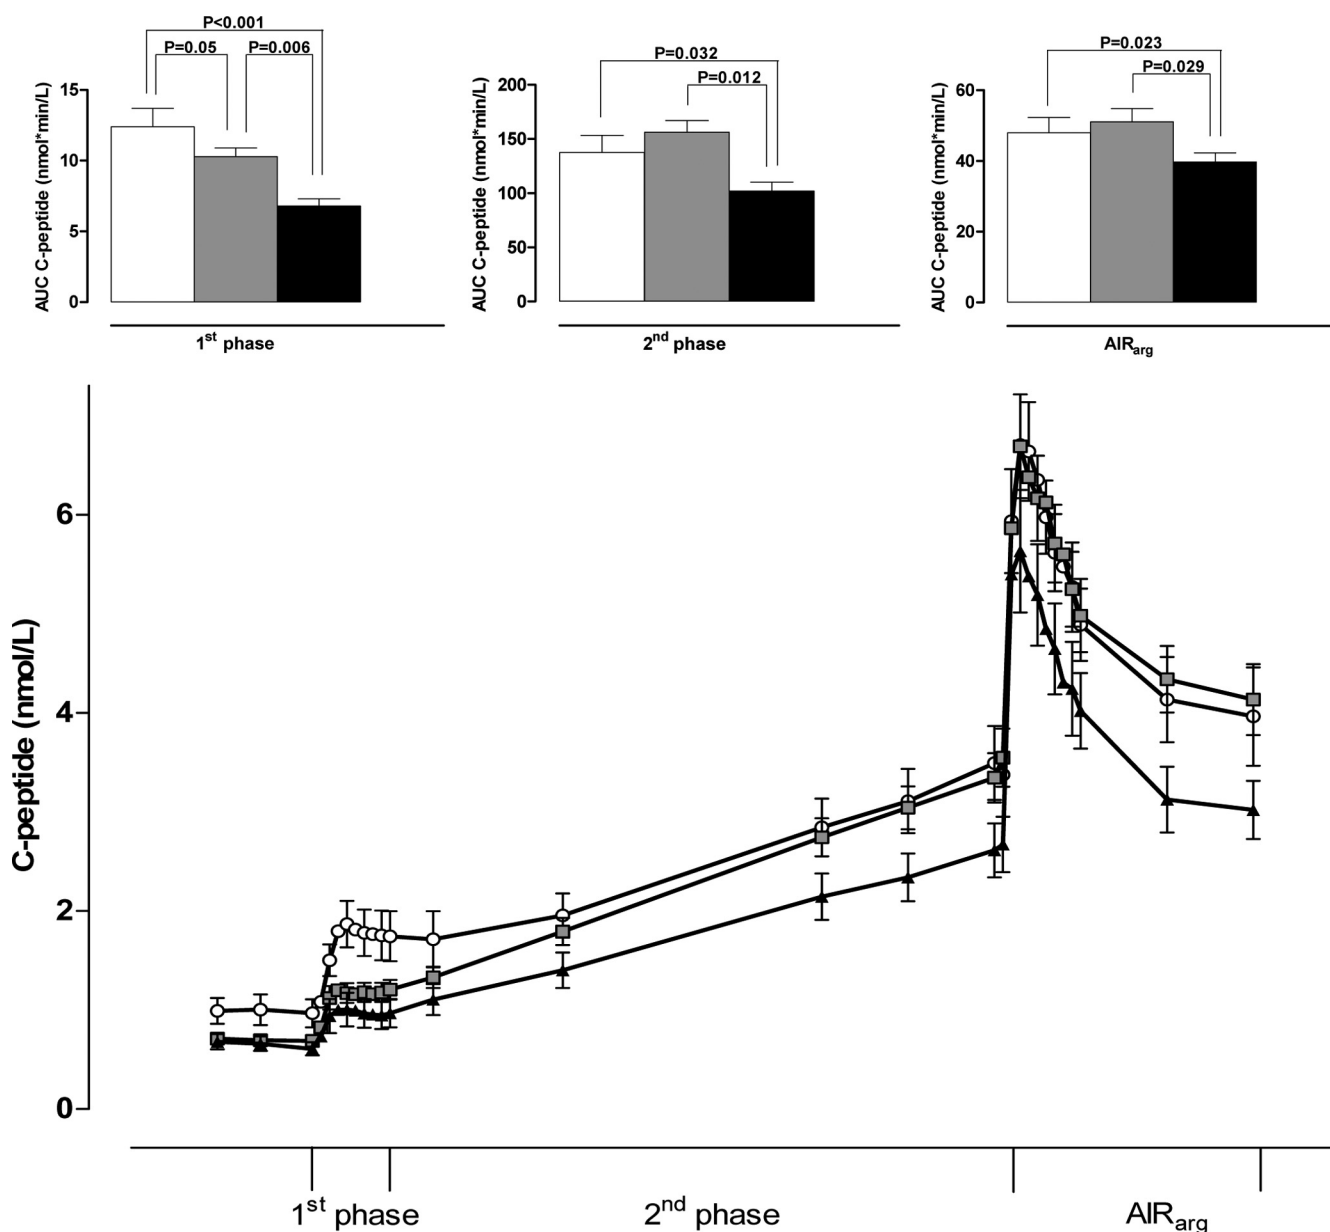 P<0.001
P=0.05
P=0.006
AUC C-peptide (nmol*min/L)
15
10
5
0
1st phase
P=0.032
P=0.012
AUC C-peptide (nmol*min/L)
200
150
100
50
0
2nd phase
P=0.023
P=0.029
AUC C-peptide (nmol*min/L)
60
40
20
0
AIRarg
C-peptide (nmol/L)
6
4
2
0
1st phase
2nd phase
AIRarg